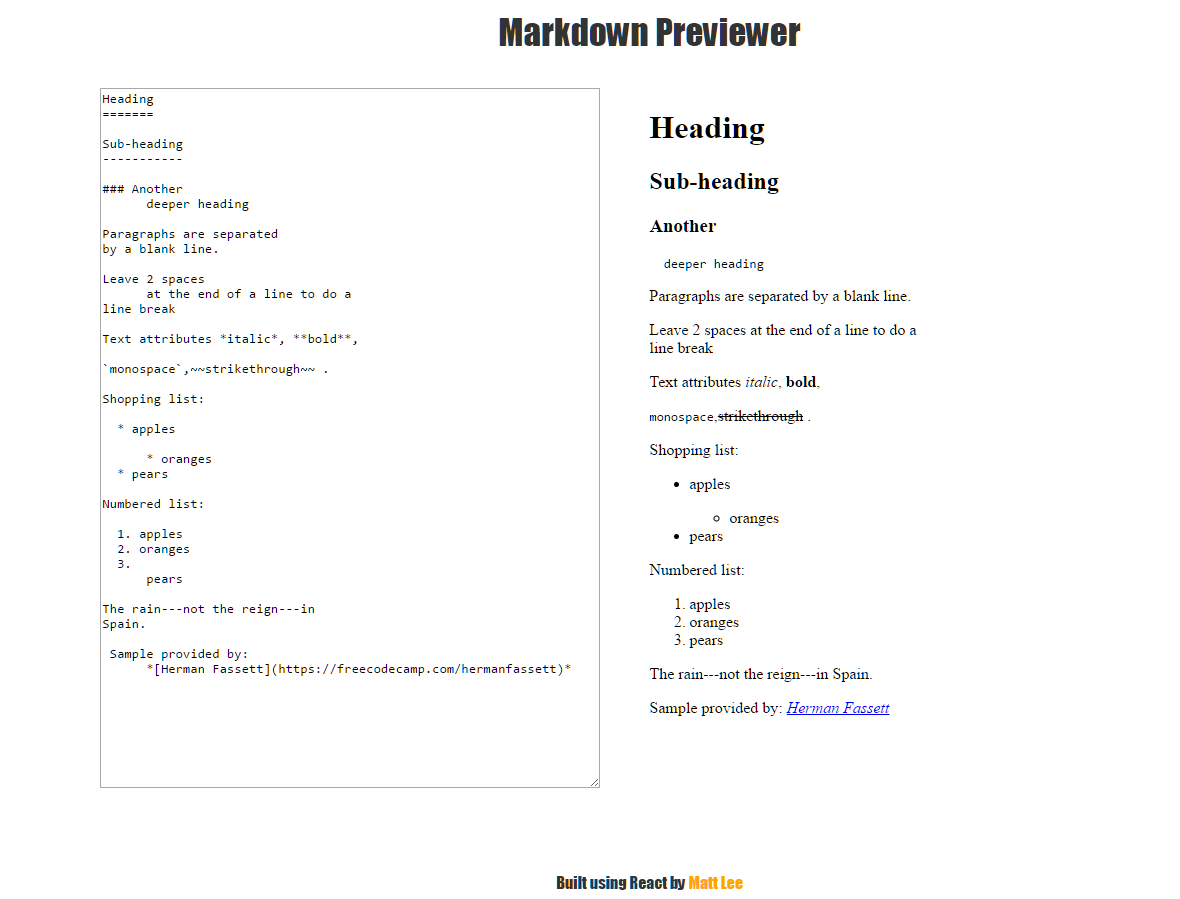 Markdown Previewer
Heading
=======
Sub-heading
-----------
### Another
deeper heading
Paragraphs are separated
by a blank line.
Leave 2 spaces
at the end of a line to do a
line break
Text attributes *italic*, **bold**,
`monospace`,~~strikethrough~~ .
Shopping list:
* apples
* oranges
* pears
Numbered list:
1. apples
2. oranges
3.
pears
The rain---not the reign---in
Spain.
Sample provided by:
*[Herman Fassett](https://freecodecamp.com/hermanfassett)*
Heading
Sub-heading
Another
deeper heading
Paragraphs are separated by a blank line.
Leave 2 spaces at the end of a line to do a
line break
Text attributes italic, bold,
monospace,strikethrough .
Shopping list:
• apples
○ oranges
• pears
Numbered list:
1. apples
2. oranges
3. pears
The rain---not the reign---in Spain.
Sample provided by: Herman Fassett
Built using React by Matt Lee